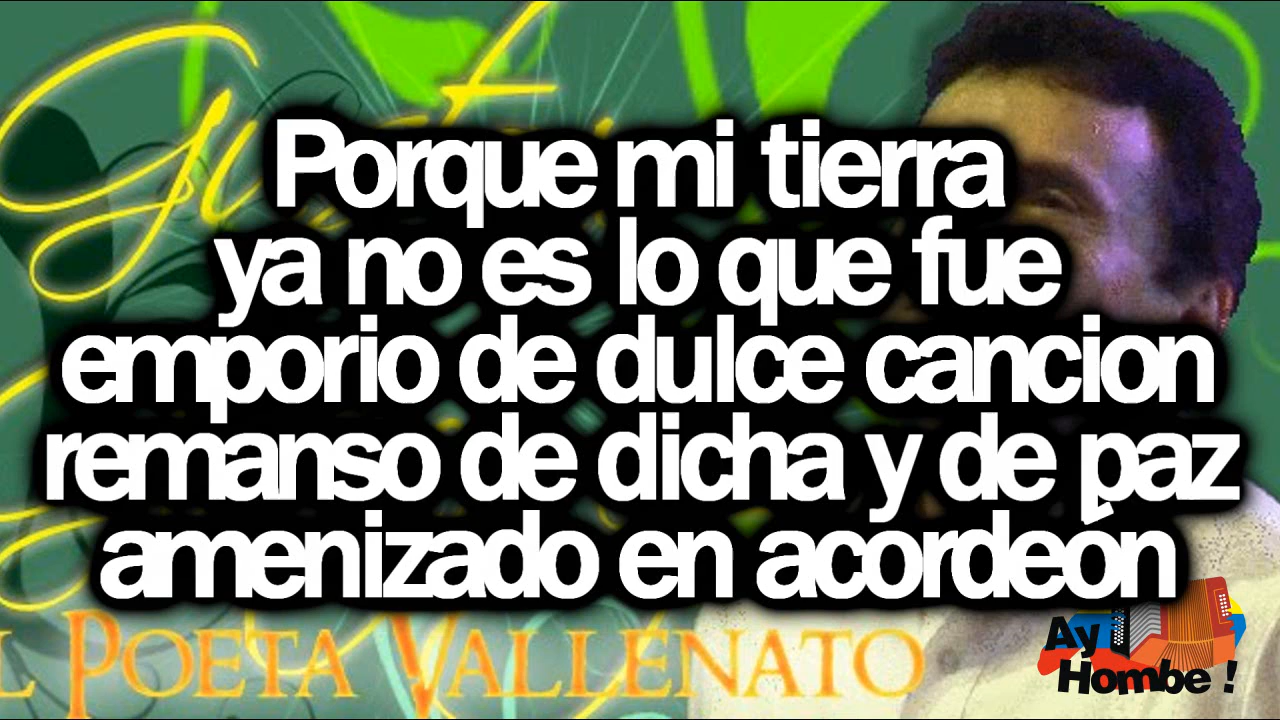 Porque mi tierra
ya no es lo que fue
emporio de dulce cancion
remanso de dicha y de paz
amenizado en acordeón
POETA VALLENATO
Ay
Hombe !